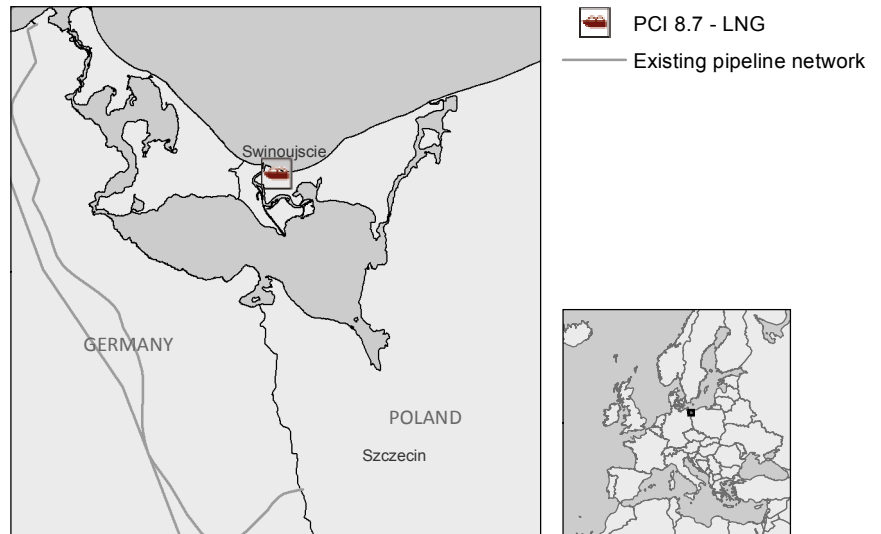 PCI 8.7 - LNG
Existing pipeline network
Swinoujscie
GERMANY
POLAND
Szczecin